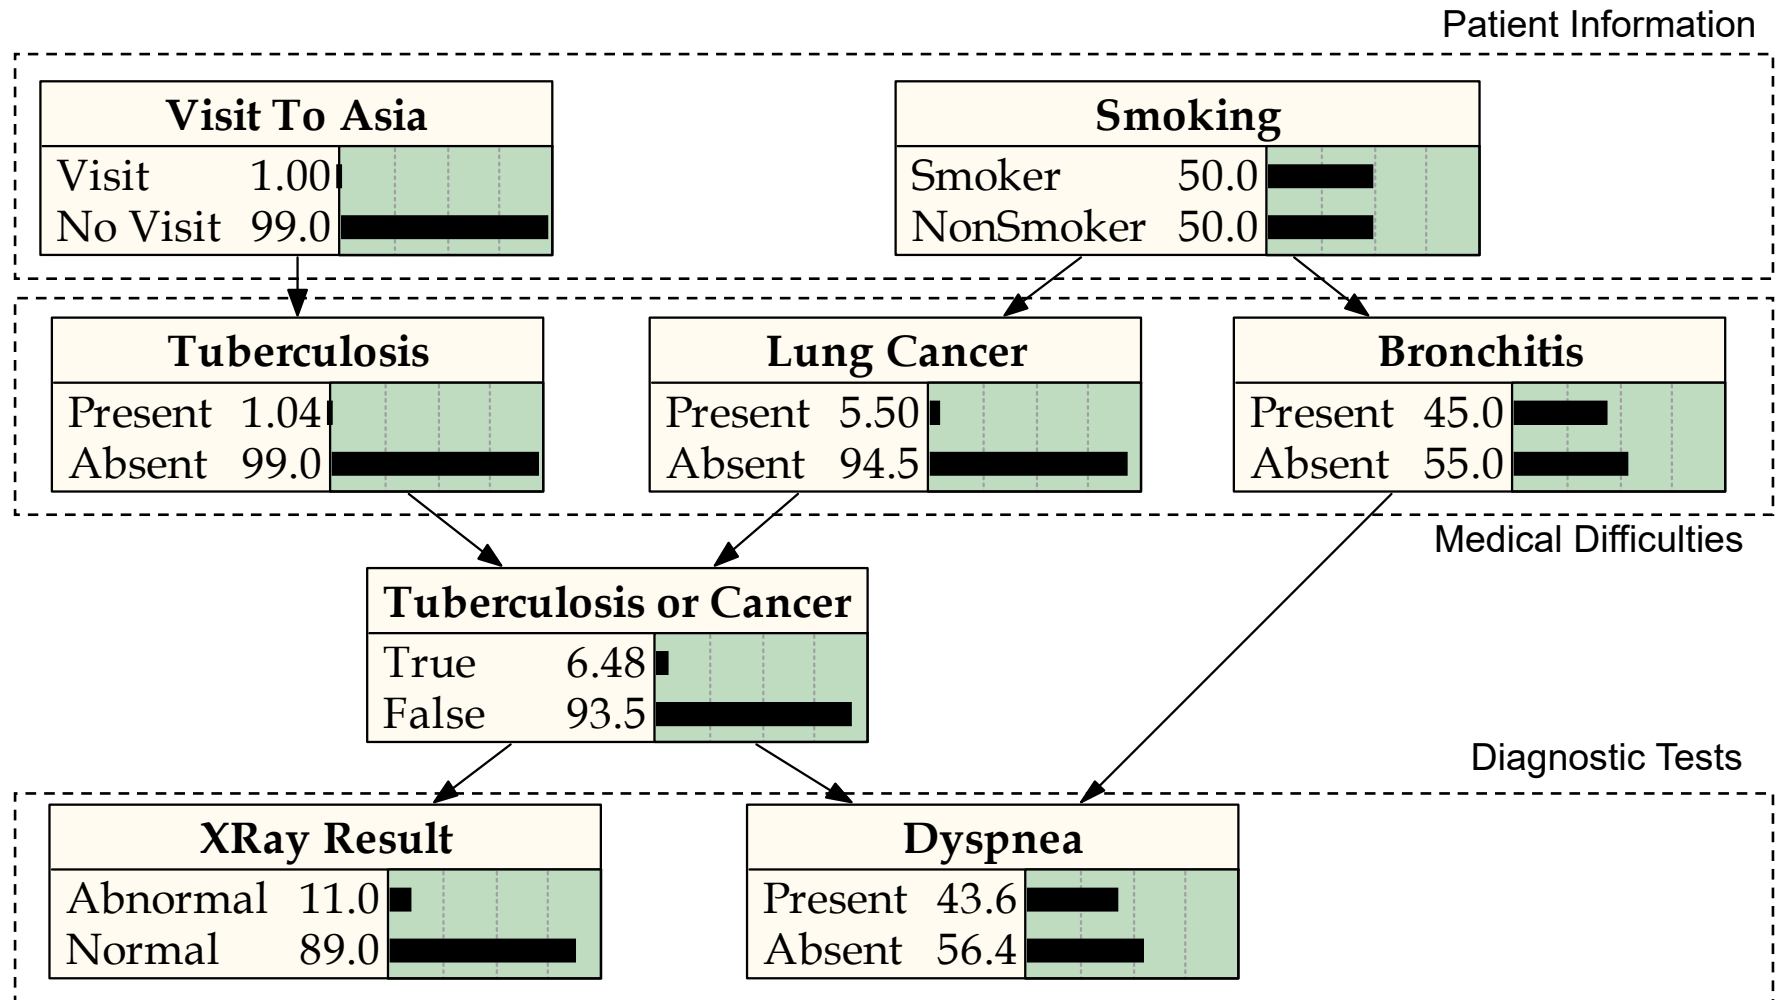 Patient Information
Visit To Asia
Visit 1.00
No Visit 99.0
Smoking
Smoker 50.0
NonSmoker 50.0
Tuberculosis
Present 1.04
Absent 99.0
Lung Cancer
Present 5.50
Absent 94.5
Bronchitis
Present 45.0
Absent 55.0
Medical Difficulties
Tuberculosis or Cancer
True 6.48
False 93.5
Diagnostic Tests
XRay Result
Abnormal 11.0
Normal 89.0
Dyspnea
Present 43.6
Absent 56.4